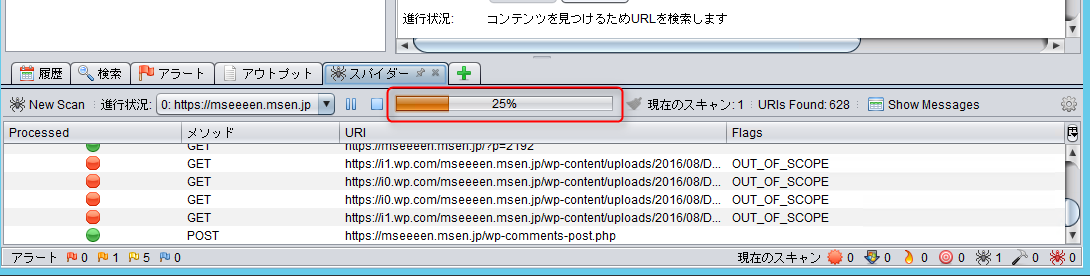 進行状況: コンテンツを見つけるためURLを検索します
履歴 検索 アラート アウトプット スパイダー
New Scan 進行状況: 0: https://mseeeen.msen.jp 25% 現在のスキャン: 1 URIs Found: 628 Show Messages
Processed メソッド URI Flags
GET https://mseeeen.msen.jp/?p=2192
GET https://i1.wp.com/mseeeen.msen.jp/wp-content/uploads/2016/08/D... OUT_OF_SCOPE
GET https://i0.wp.com/mseeeen.msen.jp/wp-content/uploads/2016/08/D... OUT_OF_SCOPE
GET https://i0.wp.com/mseeeen.msen.jp/wp-content/uploads/2016/08/D... OUT_OF_SCOPE
GET https://i1.wp.com/mseeeen.msen.jp/wp-content/uploads/2016/08/D... OUT_OF_SCOPE
POST https://mseeeen.msen.jp/wp-comments-post.php
アラート 0 1 5 0 現在のスキャン 0 0 0 0 1 0 0